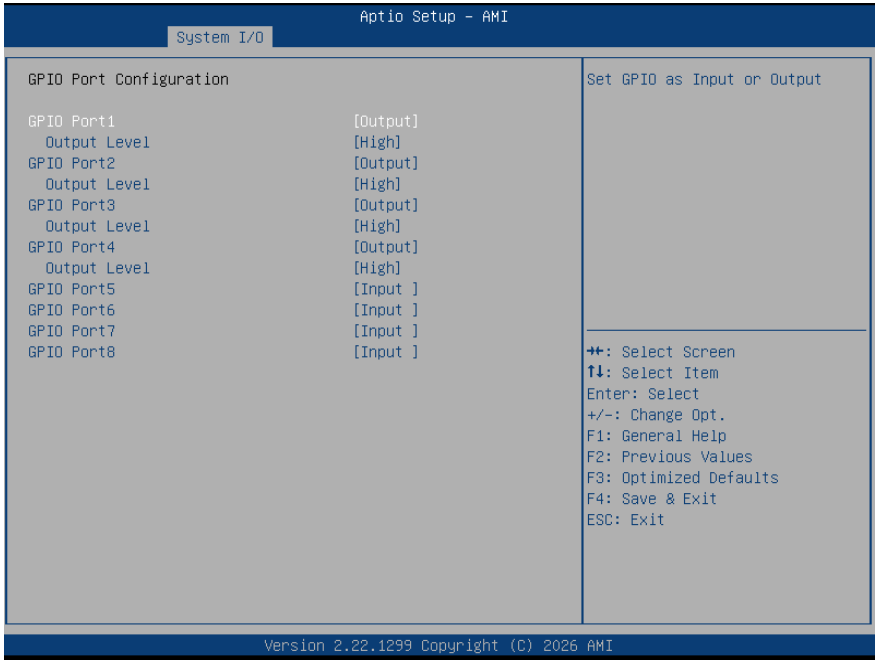 Aptio Setup – AMI
System I/O
GPIO Port Configuration
GPIO Port1 [Output]
Output Level [High]
GPIO Port2 [Output]
Output Level [High]
GPIO Port3 [Output]
Output Level [High]
GPIO Port4 [Output]
Output Level [High]
GPIO Port5 [Input ]
GPIO Port6 [Input ]
GPIO Port7 [Input ]
GPIO Port8 [Input ]
Set GPIO as Input or Output
→←: Select Screen
↑↓: Select Item
Enter: Select
+/-: Change Opt.
F1: General Help
F2: Previous Values
F3: Optimized Defaults
F4: Save & Exit
ESC: Exit
Version 2.22.1299 Copyright (C) 2026 AMI